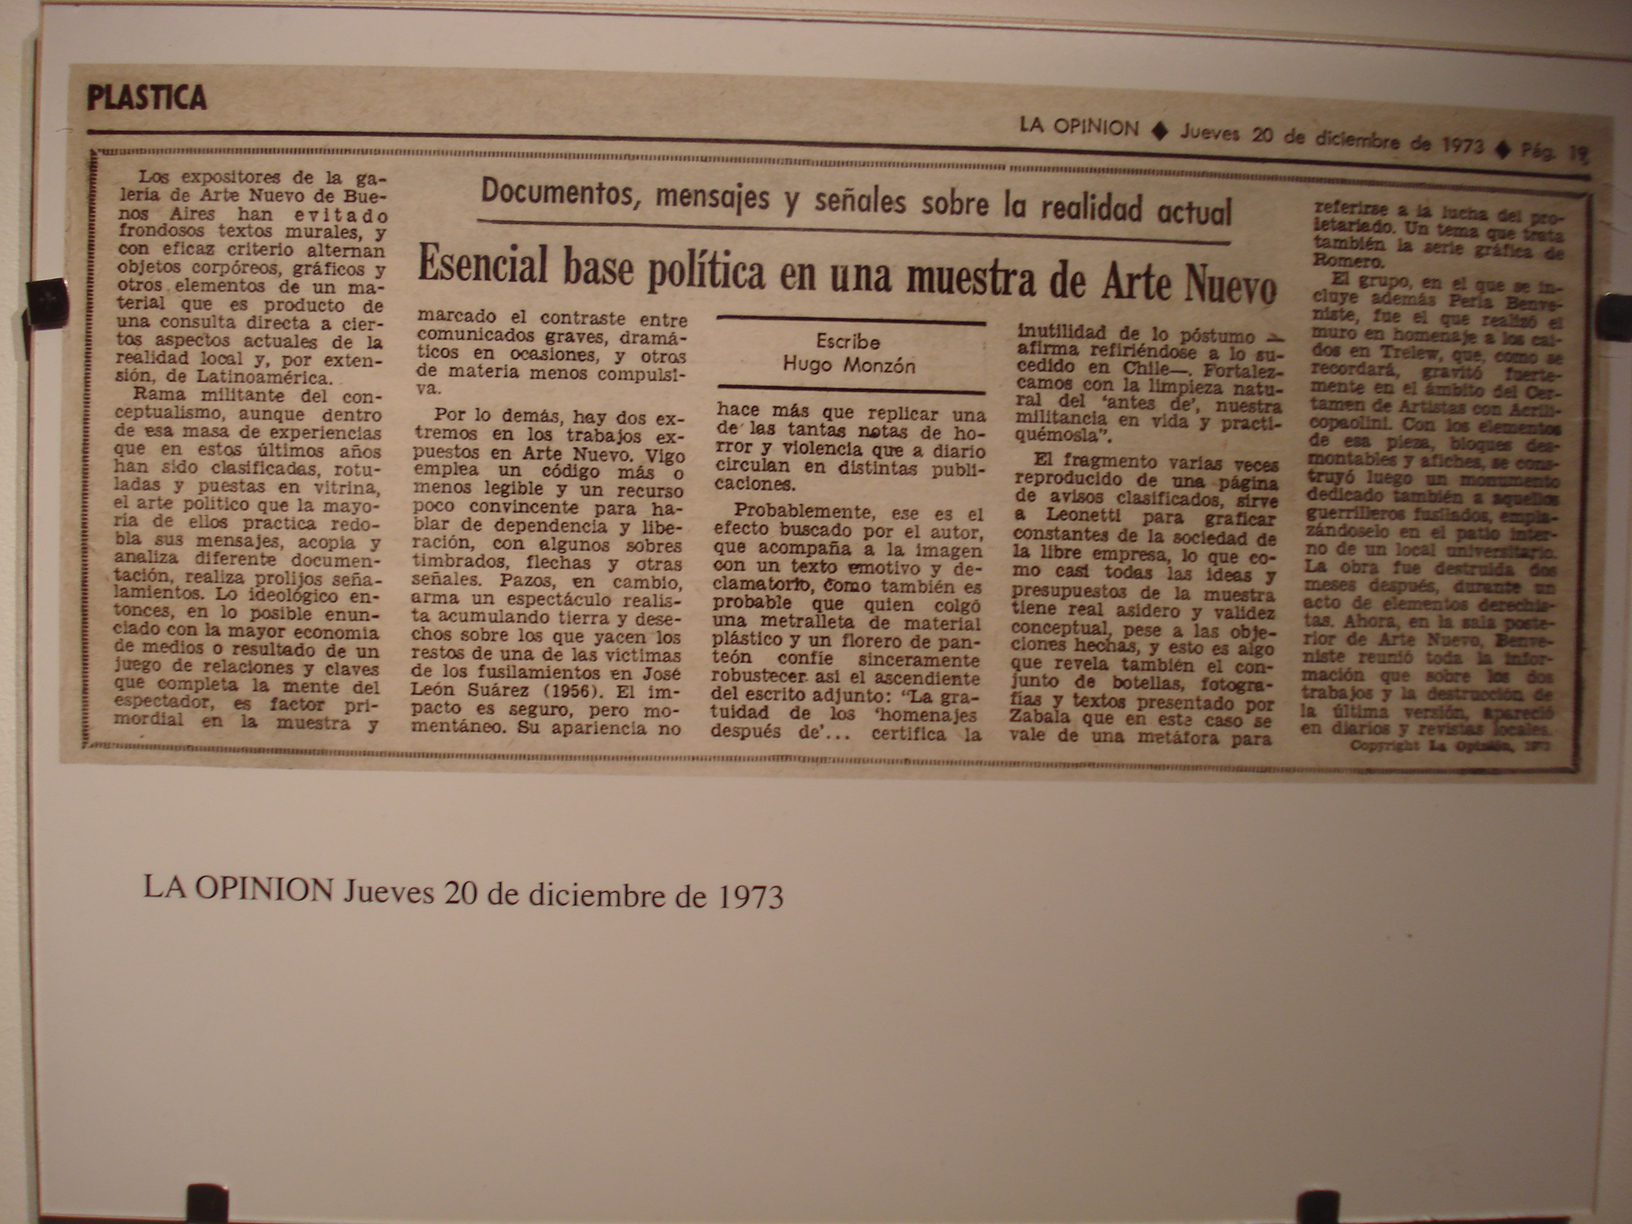 PLASTICA
LA OPINION ◆ Jueves 20 de diciembre de 1973 ◆ Pág. 19
Documentos, mensajes y señales sobre la realidad actual
Esencial base política en una muestra de Arte Nuevo
Los expositores de la ga-
lería de Arte Nuevo de Bue-
nos Aires han evitado
frondosos textos murales, y
con eficaz criterio alternan
objetos corpóreos, gráficos y
otros elementos de un ma-
terial que es producto de
una consulta directa a cier-
tos aspectos actuales de la
realidad local y, por exten-
sión, de Latinoamérica.
Rama militante del con-
ceptualismo, aunque dentro
de esa masa de experiencias
que en estos últimos años
han sido clasificadas, rotu-
ladas y puestas en vitrina,
el arte político que la mayo-
ría de ellos practica redo-
bla sus mensajes, acopia y
analiza diferente documen-
tación, realiza prolijos seña-
lamientos. Lo ideológico en-
tonces, en lo posible enun-
ciado con la mayor economía
de medios o resultado de un
juego de relaciones y claves
que completa la mente del
espectador, es factor pri-
mordial en la muestra y
marcado el contraste entre
comunicados graves, dramá-
ticos en ocasiones, y otros
de materia menos compulsi-
va.
Por lo demás, hay dos ex-
tremos en los trabajos ex-
puestos en Arte Nuevo. Vigo
emplea un código más o
menos legible y un recurso
poco convincente para ha-
blar de dependencia y libe-
ración, con algunos sobres
timbrados, flechas y otras
señales. Pazos, en cambio,
arma un espectáculo realis-
ta acumulando tierra y dese-
chos sobre los que yacen los
restos de una de las víctimas
de los fusilamientos en José
León Suárez (1956). El im-
pacto es seguro, pero mo-
mentáneo. Su apariencia no
Escribe
Hugo Monzón
hace más que replicar una
de las tantas notas de ho-
rror y violencia que a diario
circulan en distintas publi-
caciones.
Probablemente, ese es el
efecto buscado por el autor,
que acompaña a la imagen
con un texto emotivo y de-
clamatorio, como también es
probable que quien colgó
una metralleta de material
plástico y un florero de pan-
teón confíe sinceramente
robustecer así el ascendiente
del escrito adjunto: "La gra-
tuidad de los 'homenajes
después de'... certifica la
inutilidad de lo póstumo —
afirma refiriéndose a lo su-
cedido en Chile—. Fortalez-
camos con la limpieza natu-
ral del 'antes de', nuestra
militancia en vida y practi-
quémosla".
El fragmento varias veces
reproducido de una página
de avisos clasificados, sirve
a Leonetti para graficar
constantes de la sociedad de
la libre empresa, lo que co-
mo casi todas las ideas y
presupuestos de la muestra
tiene real asidero y validez
conceptual, pese a las obje-
ciones hechas, y esto es algo
que revela también el con-
junto de botellas, fotogra-
fías y textos presentado por
Zabala que en este caso se
vale de una metáfora para
referirse a la lucha del pro-
letariado. Un tema que trata
también la serie gráfica de
Romero.
El grupo, en el que se in-
cluye además Perla Benve-
niste, fue el que realizó el
muro en homenaje a los caí-
dos en Trelew, que, como se
recordará, gravitó fuerte-
mente en el ámbito del Cer-
tamen de Artistas con Acríli-
copaolini. Con los elementos
de esa pieza, bloques des-
montables y afiches, se cons-
truyó luego un monumento
dedicado también a aquellos
guerrilleros fusilados, empla-
zándoselo en el patio inter-
no de un local universitario.
La obra fue destruida dos
meses después, durante un
acto de elementos derechis-
tas. Ahora, en la sala poste-
rior de Arte Nuevo, Benve-
niste reunió toda la infor-
mación que sobre los dos
trabajos y la destrucción de
la última versión, apareció
en diarios y revistas locales.
Copyright La Opinión, 1973
LA OPINION Jueves 20 de diciembre de 1973